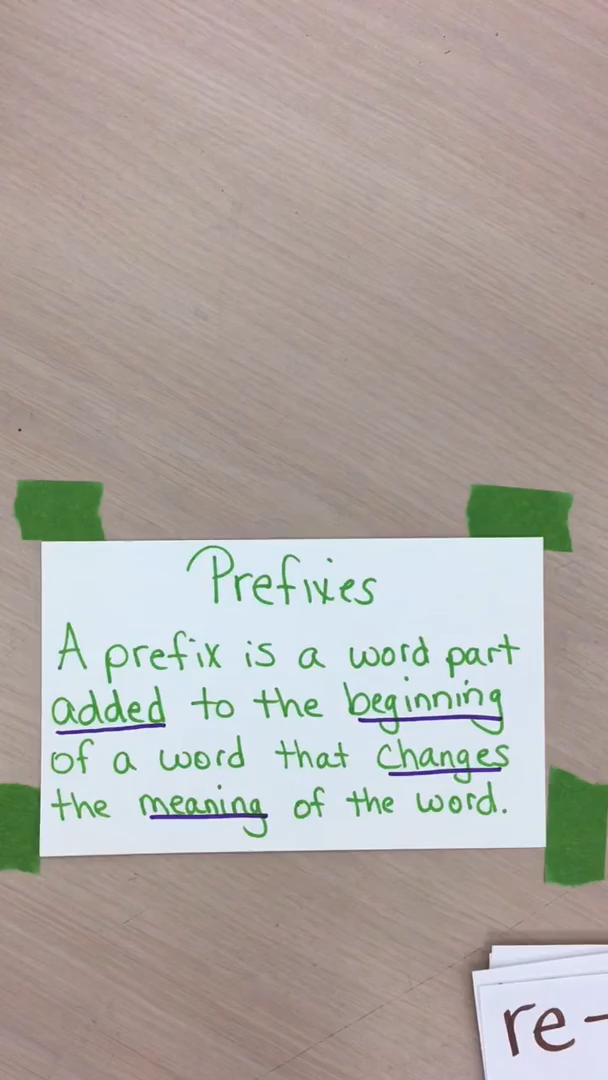 Prefixes
A prefix is a word part
added to the beginning
of a word that changes
the meaning of the word.
re-